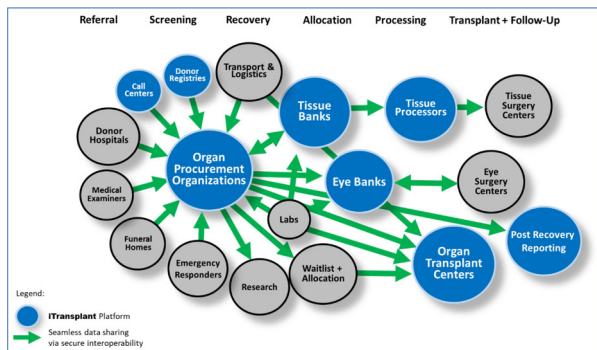 Referral Screening Recovery Allocation Processing Transplant + Follow-Up
Call
Centers
Donor
Registries
Transport &
Logistics
Tissue
Banks
Tissue
Processors
Tissue
Surgery
Centers
Donor
Hospitals
Organ
Procurement
Organizations
Eye Banks
Eye
Surgery
Centers
Medical
Examiners
Labs
Funeral
Homes
Emergency
Responders
Research
Waitlist +
Allocation
Organ
Transplant
Centers
Post Recovery
Reporting
Legend:
iTransplant Platform
Seamless data sharing
via secure interoperability